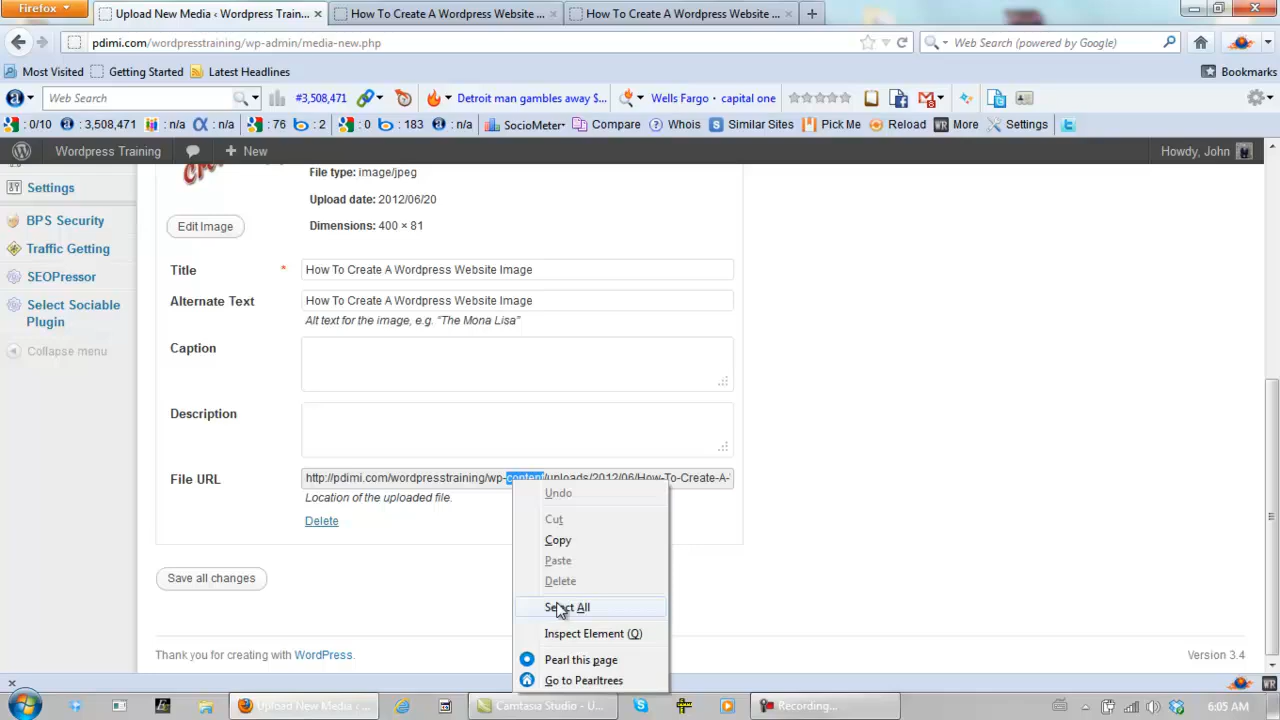 Firefox
Upload New Media ‹ Wordpress Train...
How To Create A Wordpress Website ...
How To Create A Wordpress Website ...
pdimi.com/wordpresstraining/wp-admin/media-new.php
Web Search (powered by Google)
Most Visited
Getting Started
Latest Headlines
Bookmarks
Web Search
#3,508,471
Detroit man gambles away $...
Wells Fargo • capital one
: 0/10
: 3,508,471
: n/a
: n/a
: 76
: 2
: 0
: 183
: n/a
SocioMeter
Compare
Whois
Similar Sites
Pick Me
Reload
More
Settings
Wordpress Training
New
Howdy, John
Settings
BPS Security
Traffic Getting
SEOPressor
Select Sociable
Plugin
Collapse menu
File type: image/jpeg
Upload date: 2012/06/20
Dimensions: 400 × 81
Edit Image
Title * How To Create A Wordpress Website Image
Alternate Text How To Create A Wordpress Website Image
Alt text for the image, e.g. “The Mona Lisa”
Caption
Description
File URL http://pdimi.com/wordpresstraining/wp-content/uploads/2012/06/How-To-Create-A-
Location of the uploaded file.
Delete
Undo
Cut
Copy
Paste
Delete
Select All
Inspect Element (Q)
Pearl this page
Go to Pearltrees
Save all changes
Thank you for creating with WordPress.
Version 3.4
Upload New Media ‹ ...
Camtasia Studio - U...
Recording...
6:05 AM